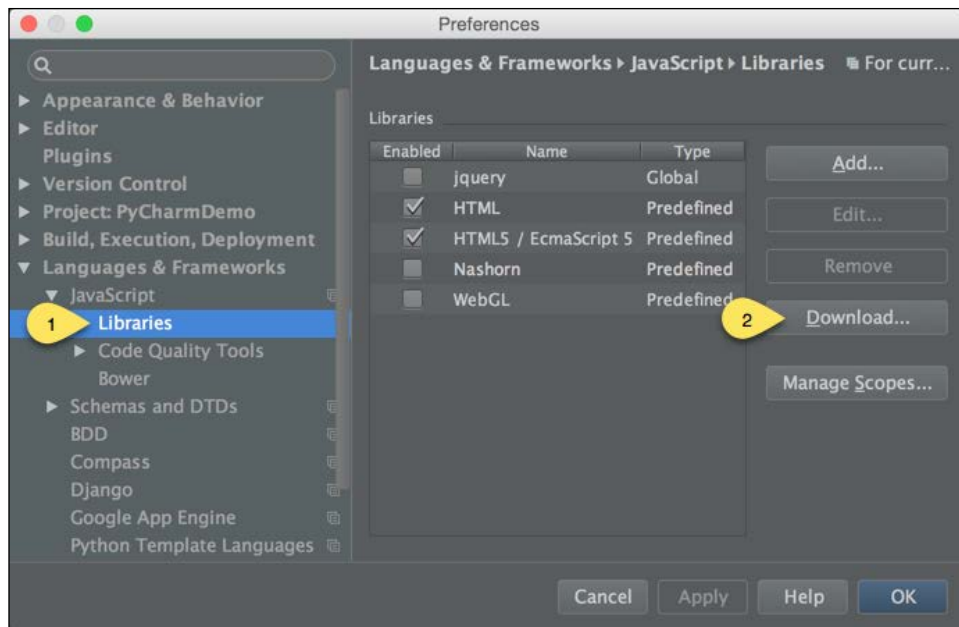 Preferences
Appearance & Behavior
Editor
Plugins
Version Control
Project: PyCharmDemo
Build, Execution, Deployment
Languages & Frameworks
JavaScript
1 Libraries
Code Quality Tools
Bower
Schemas and DTDs
BDD
Compass
Django
Google App Engine
Python Template Languages
Languages & Frameworks JavaScript Libraries For curr...
Libraries
Enabled Name Type
jquery Global
HTML Predefined
HTML5 / EcmaScript 5 Predefined
Nashorn Predefined
WebGL Predefined
Add...
Edit...
Remove
2 Download...
Manage Scopes...
Cancel Apply Help OK